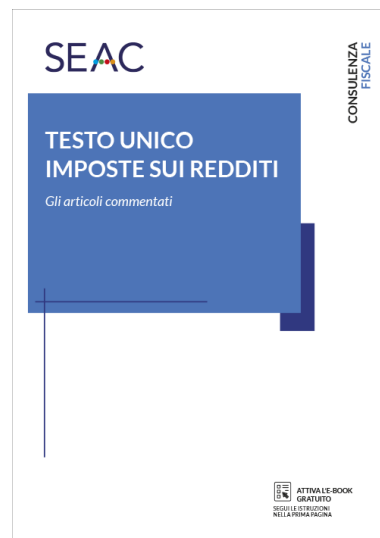 SEAC
CONSULENZA
FISCALE
TESTO UNICO
IMPOSTE SUI REDDITI
Gli articoli commentati
ATTIVA L'E-BOOK
GRATUITO
SEGUI LE ISTRUZIONI
NELLA PRIMA PAGINA